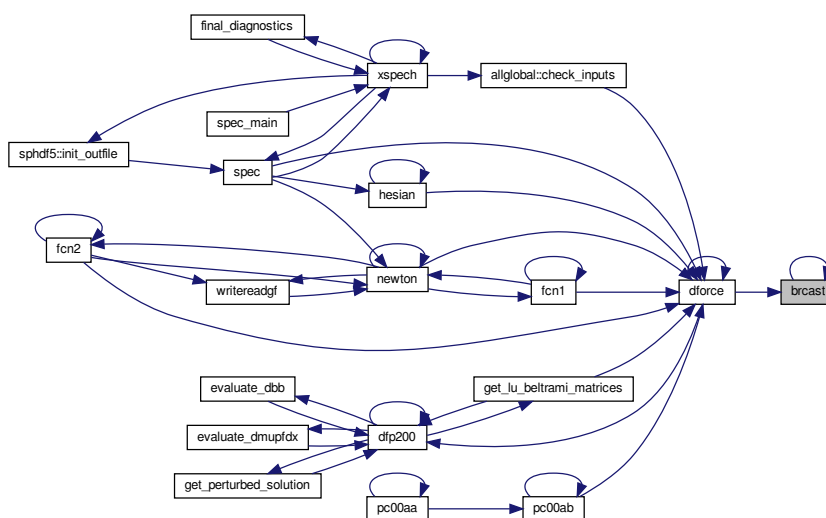 final_diagnostics
xspech
allglobal::check_inputs
spec_main
sphdf5::init_outfile
spec
hesian
fcn2
newton
writereadgf
fcn1
dforce
brcast
evaluate_dbb
get_lu_beltrami_matrices
evaluate_dmupfdx
dfp200
get_perturbed_solution
pc00aa
pc00ab